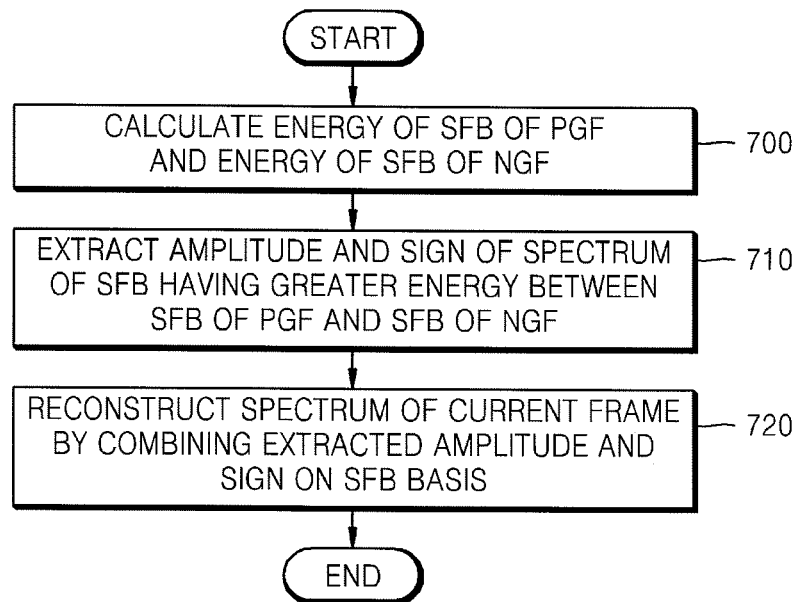 START
CALCULATE ENERGY OF SFB OF PGF
AND ENERGY OF SFB OF NGF
700
EXTRACT AMPLITUDE AND SIGN OF SPECTRUM
OF SFB HAVING GREATER ENERGY BETWEEN
SFB OF PGF AND SFB OF NGF
710
RECONSTRUCT SPECTRUM OF CURRENT FRAME
BY COMBINING EXTRACTED AMPLITUDE AND
SIGN ON SFB BASIS
720
END